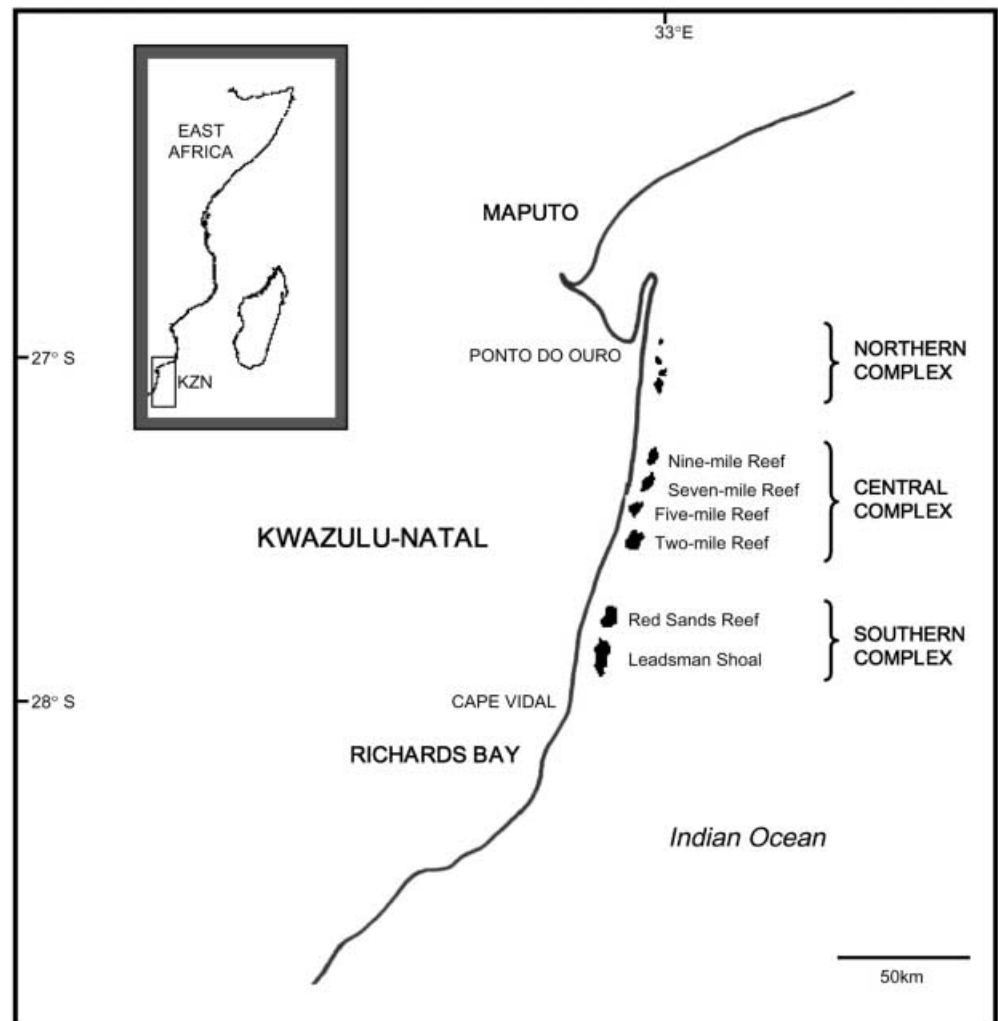 33°E
EAST
AFRICA
MAPUTO
27° S
PONTO DO OURO
NORTHERN
COMPLEX
KZN
Nine-mile Reef
Seven-mile Reef
CENTRAL
COMPLEX
Five-mile Reef
KWAZULU-NATAL
Two-mile Reef
Red Sands Reef
SOUTHERN
COMPLEX
Leadsman Shoal
28° S
CAPE VIDAL
RICHARDS BAY
Indian Ocean
50km